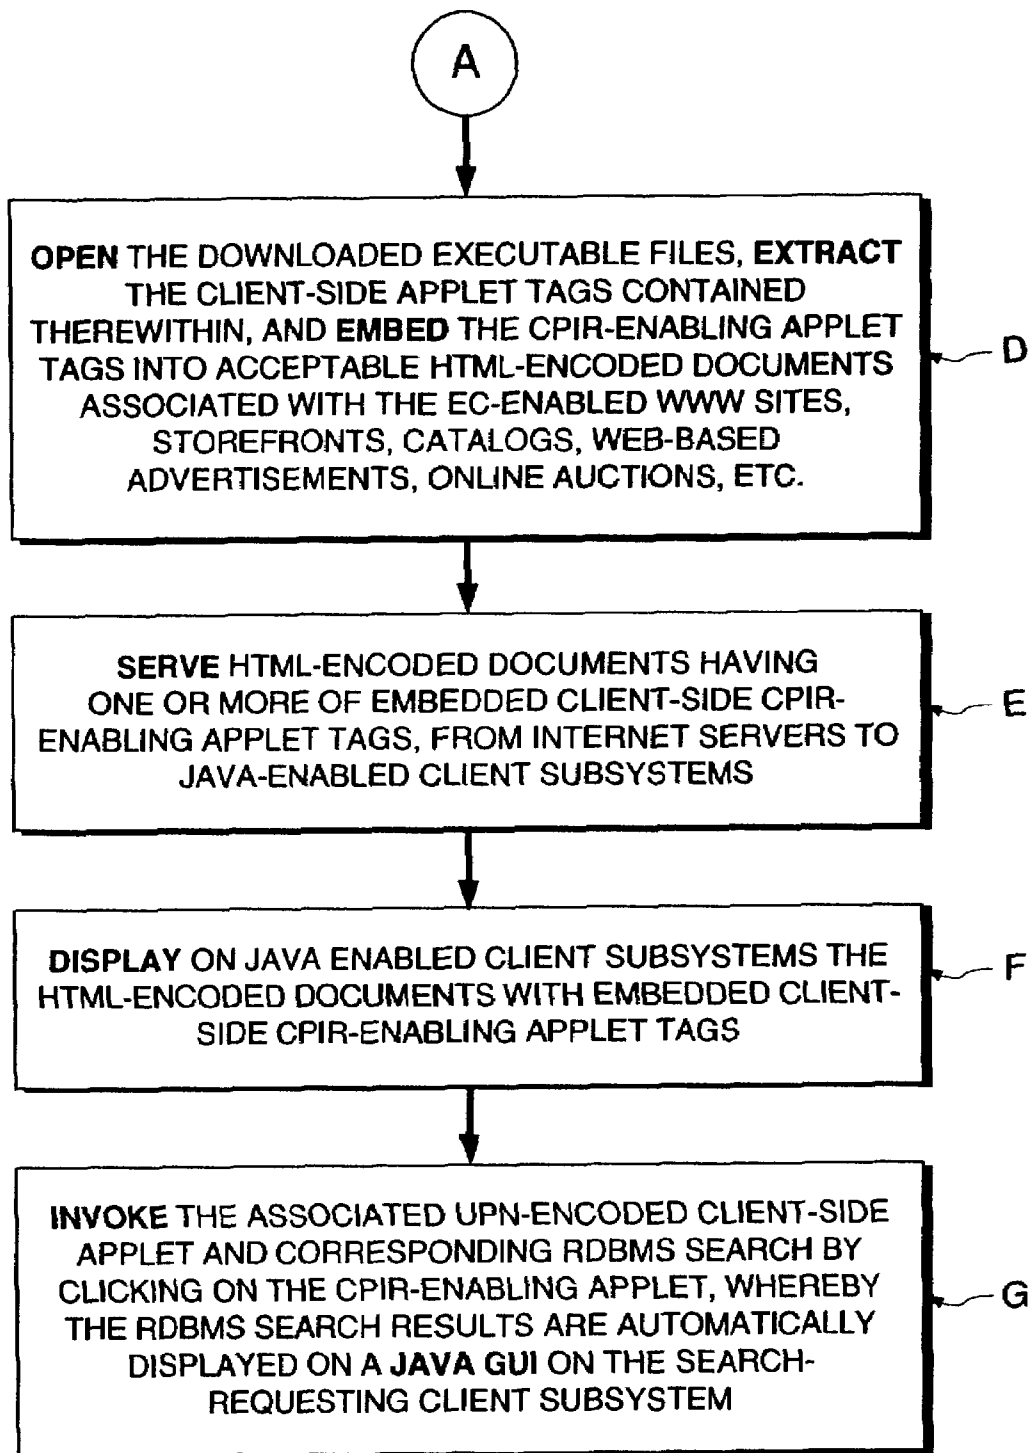 A
OPEN THE DOWNLOADED EXECUTABLE FILES, EXTRACT
THE CLIENT-SIDE APPLET TAGS CONTAINED
THEREWITHIN, AND EMBED THE CPIR-ENABLING APPLET
TAGS INTO ACCEPTABLE HTML-ENCODED DOCUMENTS
ASSOCIATED WITH THE EC-ENABLED WWW SITES,
STOREFRONTS, CATALOGS, WEB-BASED
ADVERTISEMENTS, ONLINE AUCTIONS, ETC.
D
SERVE HTML-ENCODED DOCUMENTS HAVING
ONE OR MORE OF EMBEDDED CLIENT-SIDE CPIR-
ENABLING APPLET TAGS, FROM INTERNET SERVERS TO
JAVA-ENABLED CLIENT SUBSYSTEMS
E
DISPLAY ON JAVA ENABLED CLIENT SUBSYSTEMS THE
HTML-ENCODED DOCUMENTS WITH EMBEDDED CLIENT-
SIDE CPIR-ENABLING APPLET TAGS
F
INVOKE THE ASSOCIATED UPN-ENCODED CLIENT-SIDE
APPLET AND CORRESPONDING RDBMS SEARCH BY
CLICKING ON THE CPIR-ENABLING APPLET, WHEREBY
THE RDBMS SEARCH RESULTS ARE AUTOMATICALLY
DISPLAYED ON A JAVA GUI ON THE SEARCH-
REQUESTING CLIENT SUBSYSTEM
G